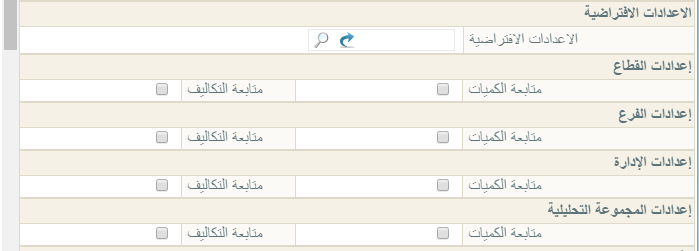 الاعدادات الافتراضية
الاعدادات الافتراضية
إعدادات القطاع
متابعة الكميات متابعة التكاليف
إعدادات الفرع
متابعة الكميات متابعة التكاليف
إعدادات الإدارة
متابعة الكميات متابعة التكاليف
إعدادات المجموعة التحليلية
متابعة الكميات متابعة التكاليف